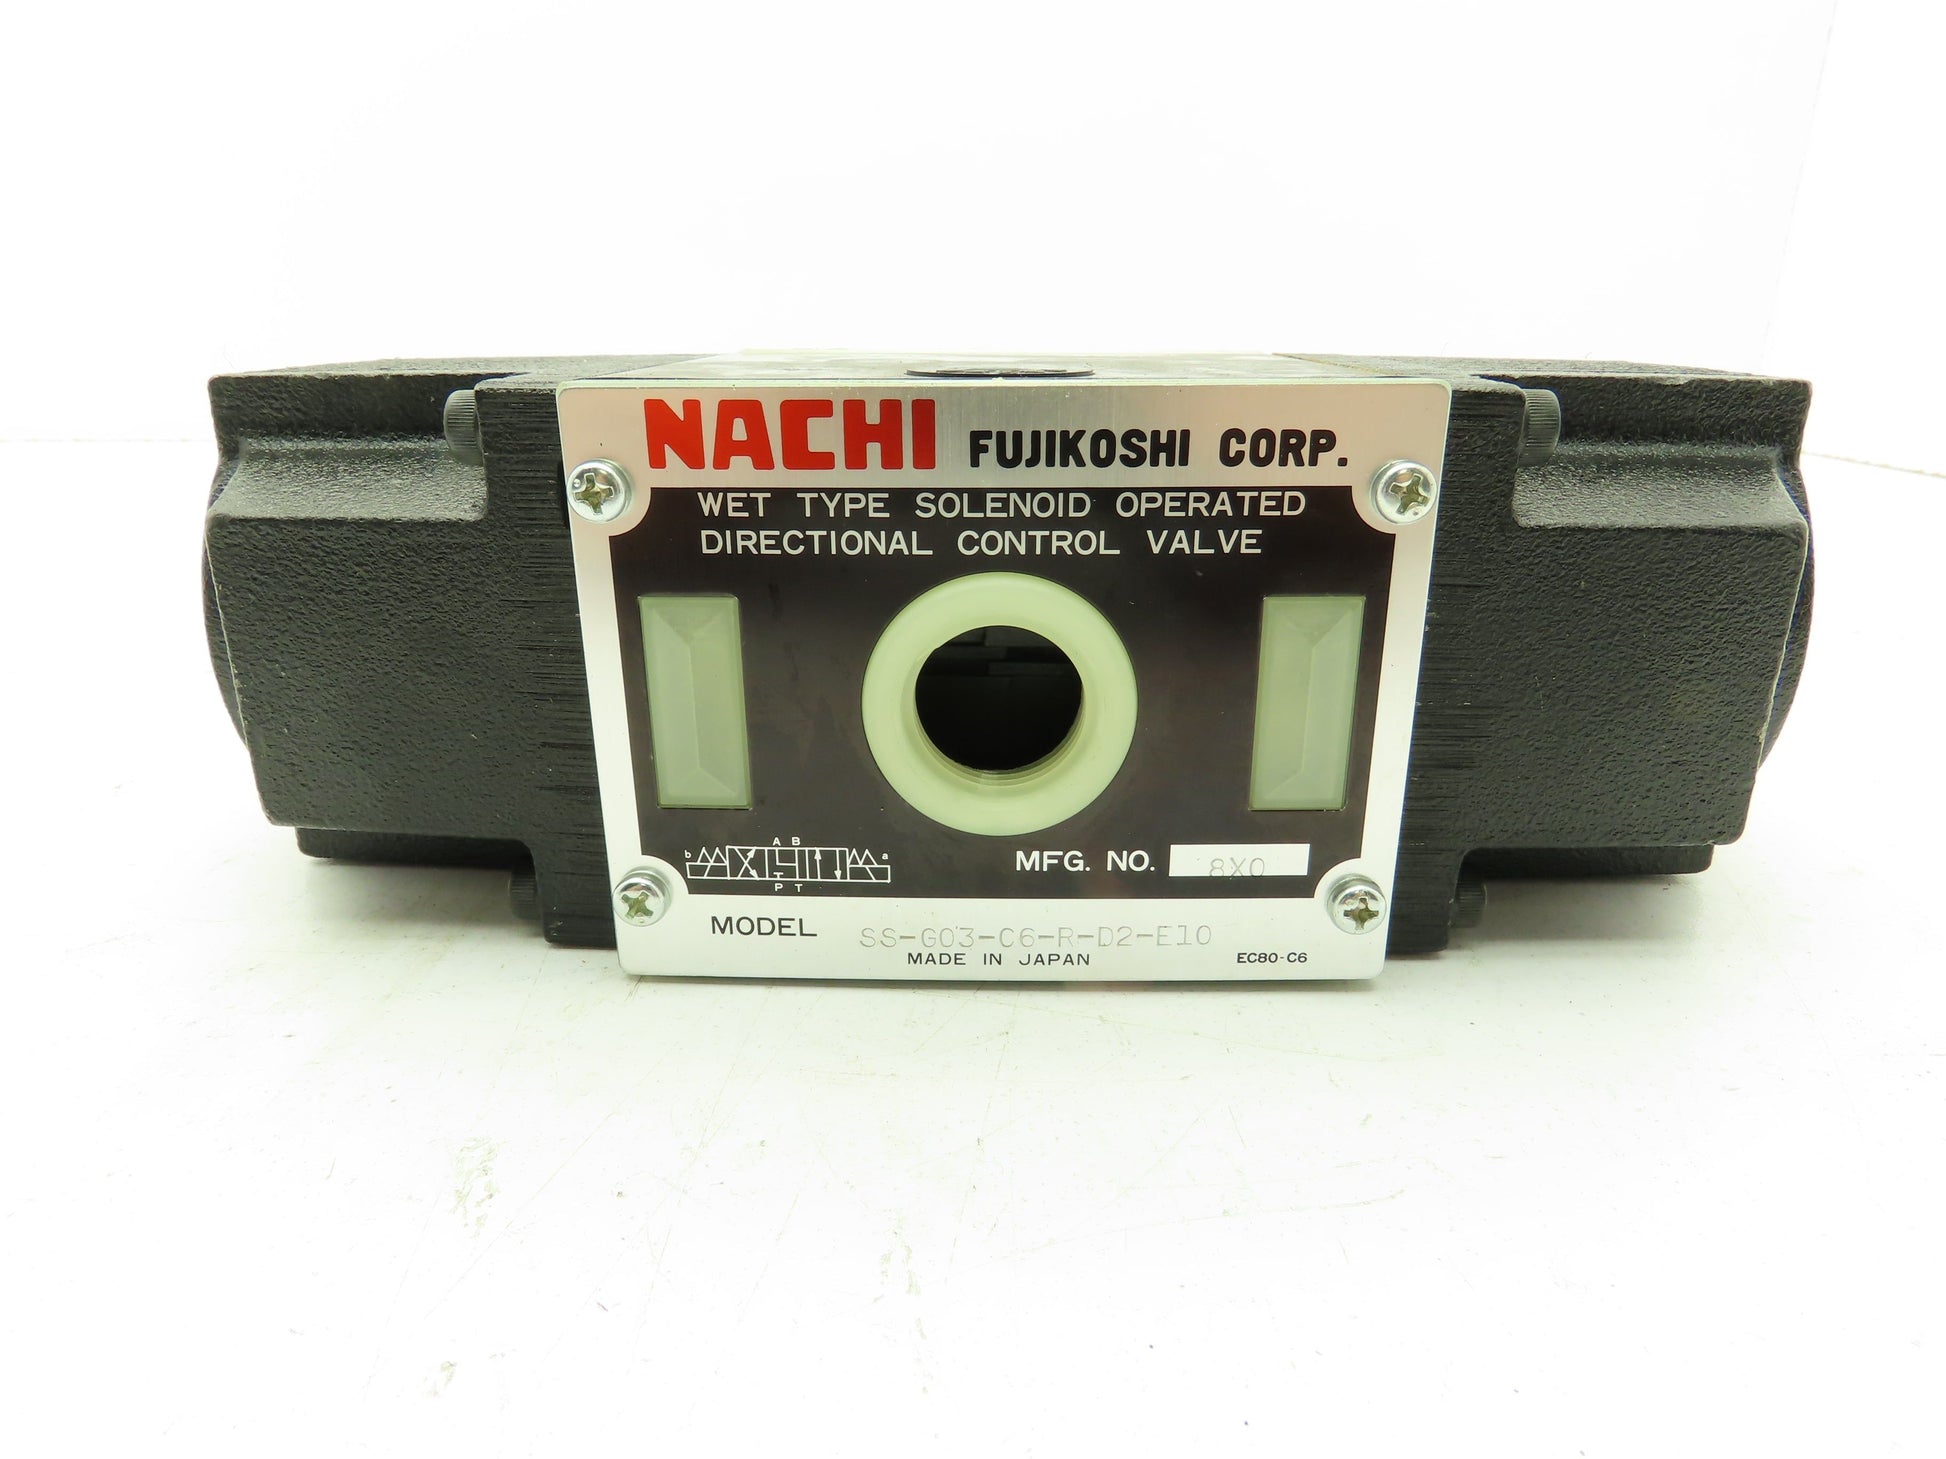 NACHI FUJIKOSHI CORP.
WET TYPE SOLENOID OPERATED
DIRECTIONAL CONTROL VALVE
A B
b a
T
P T
MFG. NO. 8X0
MODEL SS-G03-C6-R-D2-E10
MADE IN JAPAN EC80-C6